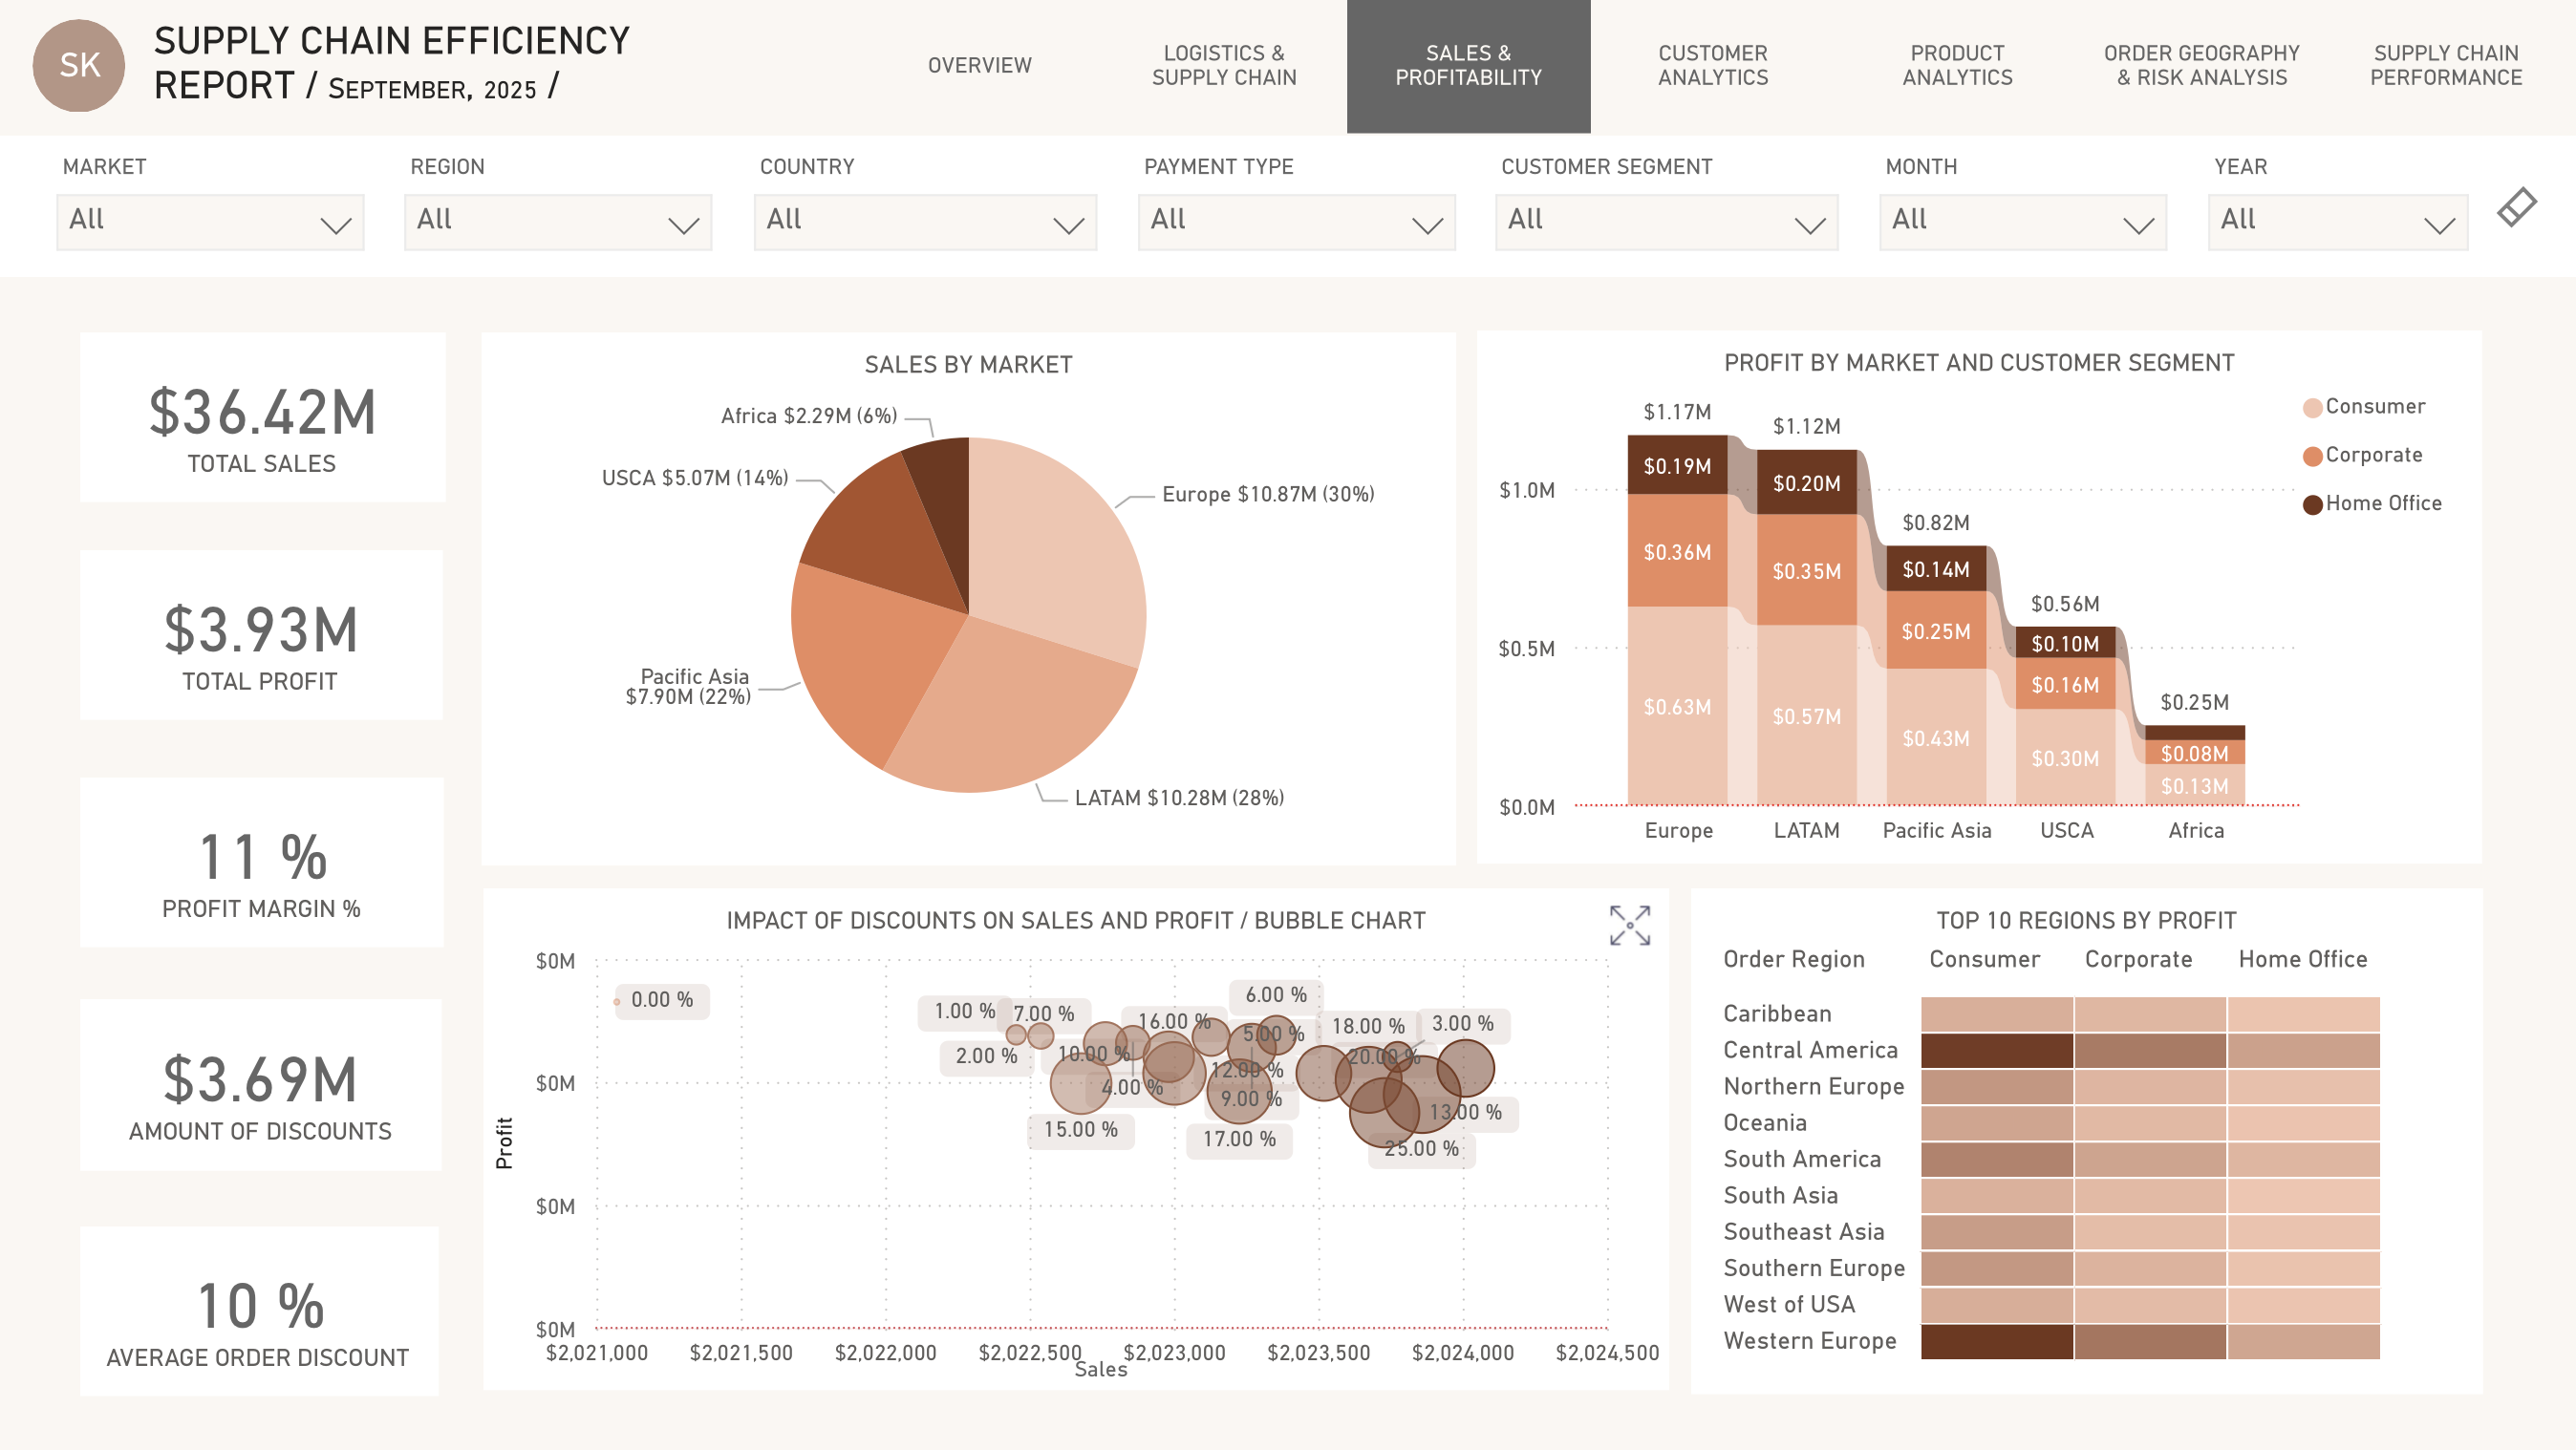 SK
SUPPLY CHAIN EFFICIENCY
REPORT / SEPTEMBER, 2025 /
OVERVIEW
LOGISTICS &
SUPPLY CHAIN
SALES &
PROFITABILITY
CUSTOMER
ANALYTICS
PRODUCT
ANALYTICS
ORDER GEOGRAPHY
& RISK ANALYSIS
SUPPLY CHAIN
PERFORMANCE
MARKET
All
REGION
All
COUNTRY
All
PAYMENT TYPE
All
CUSTOMER SEGMENT
All
MONTH
All
YEAR
All
$36.42M
TOTAL SALES
$3.93M
TOTAL PROFIT
11 %
PROFIT MARGIN %
$3.69M
AMOUNT OF DISCOUNTS
10 %
AVERAGE ORDER DISCOUNT
SALES BY MARKET
Africa $2.29M (6%)
USCA $5.07M (14%)
Europe $10.87M (30%)
Pacific Asia
$7.90M (22%)
LATAM $10.28M (28%)
PROFIT BY MARKET AND CUSTOMER SEGMENT
Consumer
Corporate
Home Office
$1.0M
$0.5M
$0.0M
$1.17M
$0.19M
$0.36M
$0.63M
$1.12M
$0.20M
$0.35M
$0.57M
$0.82M
$0.14M
$0.25M
$0.43M
$0.56M
$0.10M
$0.16M
$0.30M
$0.25M
$0.08M
$0.13M
Europe
LATAM
Pacific Asia
USCA
Africa
IMPACT OF DISCOUNTS ON SALES AND PROFIT / BUBBLE CHART
Profit
$0M
$0M
$0M
$0M
0.00 %
1.00 %
7.00 %
2.00 %
10.00 %
16.00 %
4.00 %
15.00 %
6.00 %
5.00 %
12.00 %
9.00 %
17.00 %
18.00 %
3.00 %
20.00 %
13.00 %
25.00 %
$2,021,000
$2,021,500
$2,022,000
$2,022,500
$2,023,000
$2,023,500
$2,024,000
$2,024,500
Sales
TOP 10 REGIONS BY PROFIT
Order Region Consumer Corporate Home Office
Caribbean
Central America
Northern Europe
Oceania
South America
South Asia
Southeast Asia
Southern Europe
West of USA
Western Europe